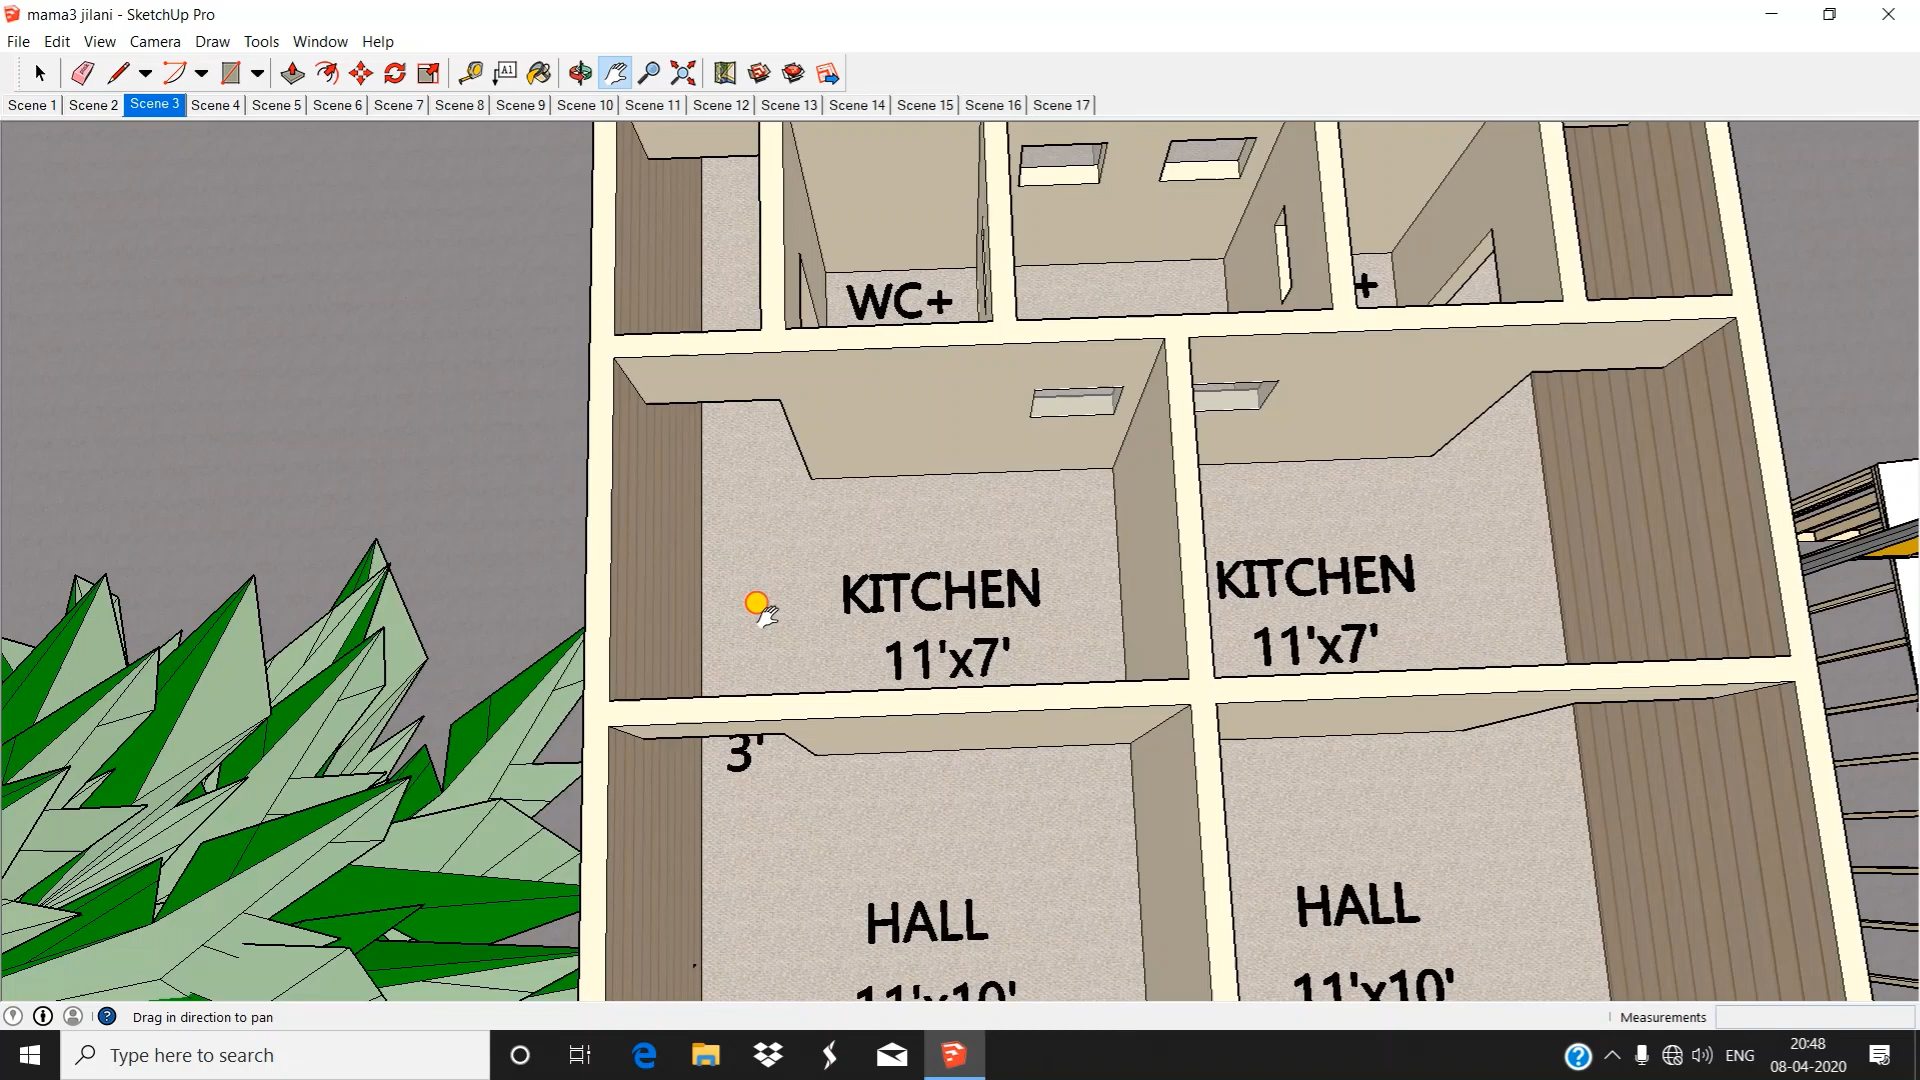 mama3 jilani - SketchUp Pro
File Edit View Camera Draw Tools Window Help
A1
Scene 1 Scene 2 Scene 3 Scene 4 Scene 5 Scene 6 Scene 7 Scene 8 Scene 9 Scene 10 Scene 11 Scene 12 Scene 13 Scene 14 Scene 15 Scene 16 Scene 17
WC+ +
KITCHEN KITCHEN
11'x7' 11'x7'
3'
HALL HALL
11'x10' 11'x10'
Drag in direction to pan Measurements
Type here to search ENG 20:48
08-04-2020